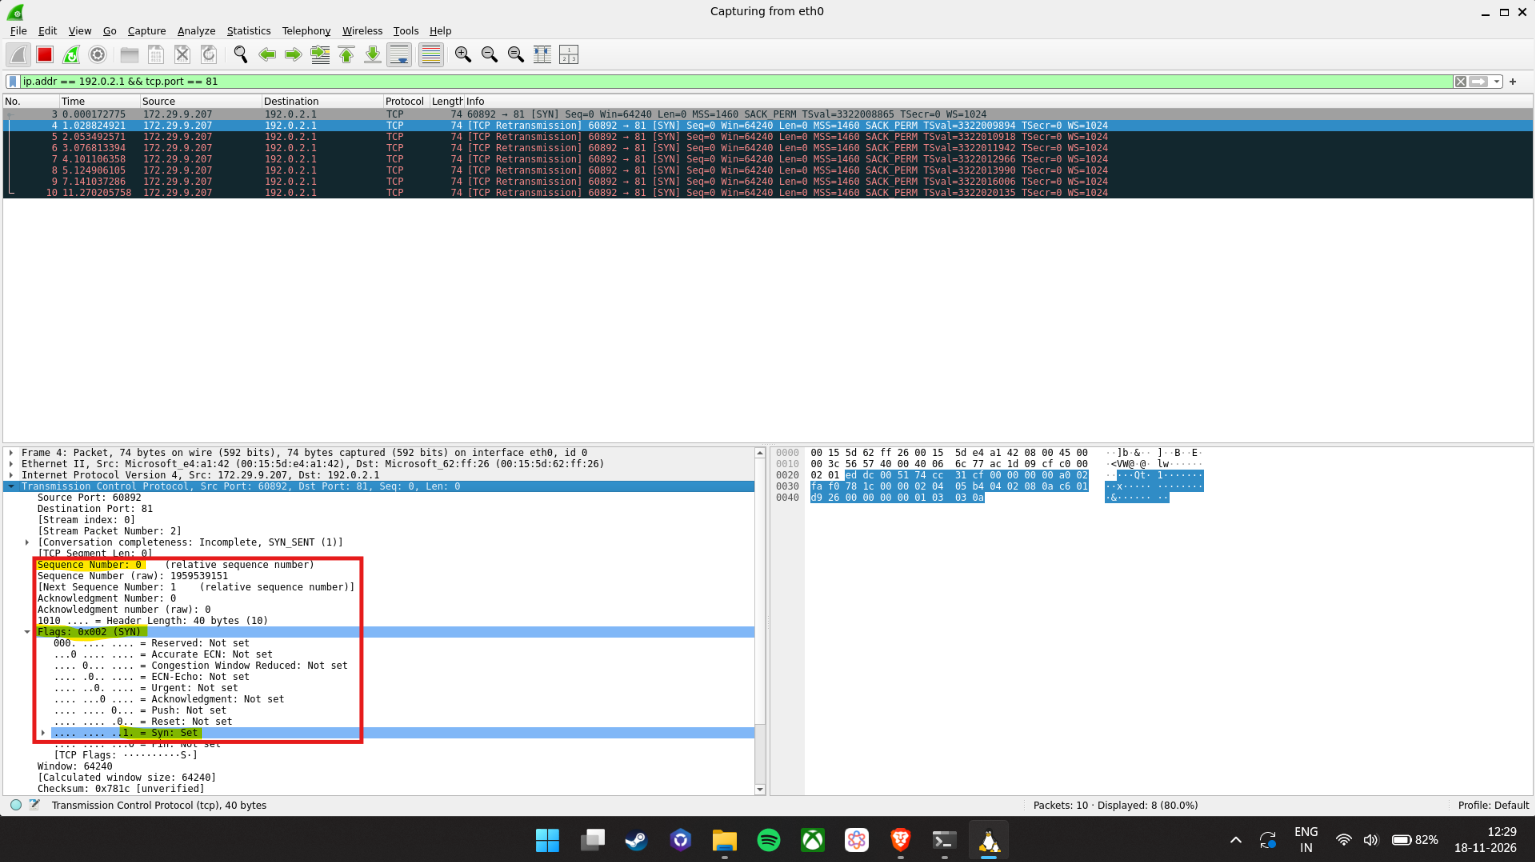 Capturing from eth0
File Edit View Go Capture Analyze Statistics Telephony Wireless Tools Help
ip.addr == 192.0.2.1 && tcp.port == 81
No. Time Source Destination Protocol Length Info
3 0.000172775 172.29.9.207 192.0.2.1 TCP 74 60892 → 81 [SYN] Seq=0 Win=64240 Len=0 MSS=1460 SACK_PERM TSval=3322008865 TSecr=0 WS=1024
4 1.028824921 172.29.9.207 192.0.2.1 TCP 74 [TCP Retransmission] 60892 → 81 [SYN] Seq=0 Win=64240 Len=0 MSS=1460 SACK_PERM TSval=3322009894 TSecr=0 WS=1024
5 2.053492571 172.29.9.207 192.0.2.1 TCP 74 [TCP Retransmission] 60892 → 81 [SYN] Seq=0 Win=64240 Len=0 MSS=1460 SACK_PERM TSval=3322010918 TSecr=0 WS=1024
6 3.076813394 172.29.9.207 192.0.2.1 TCP 74 [TCP Retransmission] 60892 → 81 [SYN] Seq=0 Win=64240 Len=0 MSS=1460 SACK_PERM TSval=3322011942 TSecr=0 WS=1024
7 4.101106358 172.29.9.207 192.0.2.1 TCP 74 [TCP Retransmission] 60892 → 81 [SYN] Seq=0 Win=64240 Len=0 MSS=1460 SACK_PERM TSval=3322012966 TSecr=0 WS=1024
8 5.124906105 172.29.9.207 192.0.2.1 TCP 74 [TCP Retransmission] 60892 → 81 [SYN] Seq=0 Win=64240 Len=0 MSS=1460 SACK_PERM TSval=3322013990 TSecr=0 WS=1024
9 7.141037286 172.29.9.207 192.0.2.1 TCP 74 [TCP Retransmission] 60892 → 81 [SYN] Seq=0 Win=64240 Len=0 MSS=1460 SACK_PERM TSval=3322016006 TSecr=0 WS=1024
10 11.270205758 172.29.9.207 192.0.2.1 TCP 74 [TCP Retransmission] 60892 → 81 [SYN] Seq=0 Win=64240 Len=0 MSS=1460 SACK_PERM TSval=3322020135 TSecr=0 WS=1024
Frame 4: Packet, 74 bytes on wire (592 bits), 74 bytes captured (592 bits) on interface eth0, id 0
Ethernet II, Src: Microsoft_e4:a1:42 (00:15:5d:e4:a1:42), Dst: Microsoft_62:ff:26 (00:15:5d:62:ff:26)
Internet Protocol Version 4, Src: 172.29.9.207, Dst: 192.0.2.1
Transmission Control Protocol, Src Port: 60892, Dst Port: 81, Seq: 0, Len: 0
Source Port: 60892
Destination Port: 81
[Stream index: 0]
[Stream Packet Number: 2]
[Conversation completeness: Incomplete, SYN_SENT (1)]
[TCP Segment Len: 0]
Sequence Number: 0 (relative sequence number)
Sequence Number (raw): 1959539151
[Next Sequence Number: 1 (relative sequence number)]
Acknowledgment Number: 0
Acknowledgment number (raw): 0
1010 .... = Header Length: 40 bytes (10)
Flags: 0x002 (SYN)
000. .... .... = Reserved: Not set
...0 .... .... = Accurate ECN: Not set
.... 0... .... = Congestion Window Reduced: Not set
.... .0.. .... = ECN-Echo: Not set
.... ..0. .... = Urgent: Not set
.... ...0 .... = Acknowledgment: Not set
.... .... 0... = Push: Not set
.... .... .0.. = Reset: Not set
.... .... ..1. = Syn: Set
.... .... ...0 = Fin: Not set
[TCP Flags: ··········S·]
Window: 64240
[Calculated window size: 64240]
Checksum: 0x781c [unverified]
0000 00 15 5d 62 ff 26 00 15 5d e4 a1 42 08 00 45 00 ··]b·&·· ]··B··E·
0010 00 3c 56 57 40 00 40 06 6c 77 ac 1d 09 cf c0 00 ·<VW@·@· lw······
0020 02 01 ed dc 00 51 74 cc 31 cf 00 00 00 00 a0 02 ·····Qt· 1·······
0030 fa f0 78 1c 00 00 02 04 05 b4 04 02 08 0a c6 01 ··x····· ········
0040 d9 26 00 00 00 00 01 03 03 0a ·&······ ··
Transmission Control Protocol (tcp), 40 bytes
Packets: 10 · Displayed: 8 (80.0%)
Profile: Default
ENG
IN
82%
12:29
18-11-2026